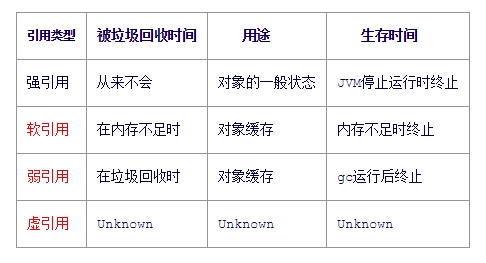 引用类型 被垃圾回收时间 用途 生存时间
强引用 从来不会 对象的一般状态 JVM停止运行时终止
软引用 在内存不足时 对象缓存 内存不足时终止
弱引用 在垃圾回收时 对象缓存 gc运行后终止
虚引用 Unknown Unknown Unknown